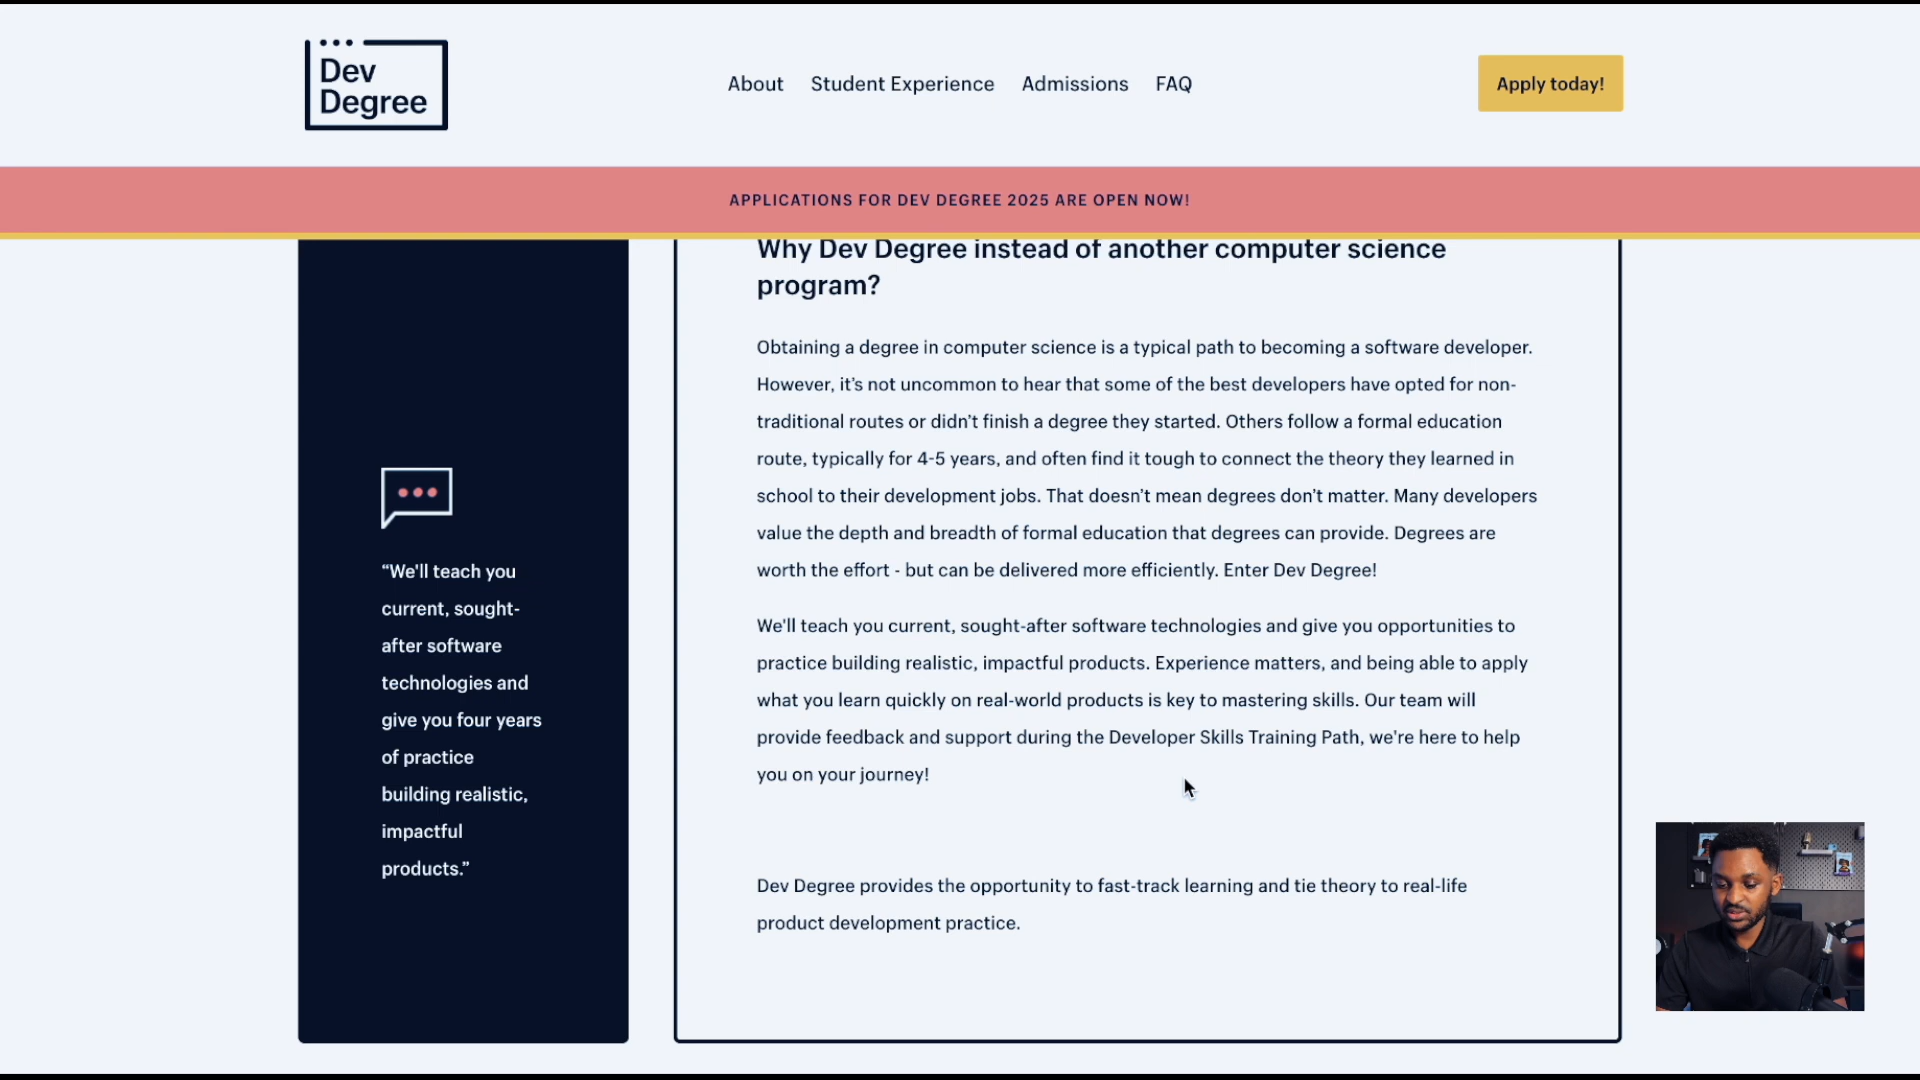 Dev
Degree
About Student Experience Admissions FAQ
Apply today!
APPLICATIONS FOR DEV DEGREE 2025 ARE OPEN NOW!
Why Dev Degree instead of another computer science
program?
Obtaining a degree in computer science is a typical path to becoming a software developer.
However, it’s not uncommon to hear that some of the best developers have opted for non-
traditional routes or didn’t finish a degree they started. Others follow a formal education
route, typically for 4-5 years, and often find it tough to connect the theory they learned in
school to their development jobs. That doesn’t mean degrees don’t matter. Many developers
value the depth and breadth of formal education that degrees can provide. Degrees are
worth the effort - but can be delivered more efficiently. Enter Dev Degree!
We'll teach you current, sought-after software technologies and give you opportunities to
practice building realistic, impactful products. Experience matters, and being able to apply
what you learn quickly on real-world products is key to mastering skills. Our team will
provide feedback and support during the Developer Skills Training Path, we're here to help
you on your journey!
Dev Degree provides the opportunity to fast-track learning and tie theory to real-life
product development practice.
“We'll teach you
current, sought-
after software
technologies and
give you four years
of practice
building realistic,
impactful
products.”